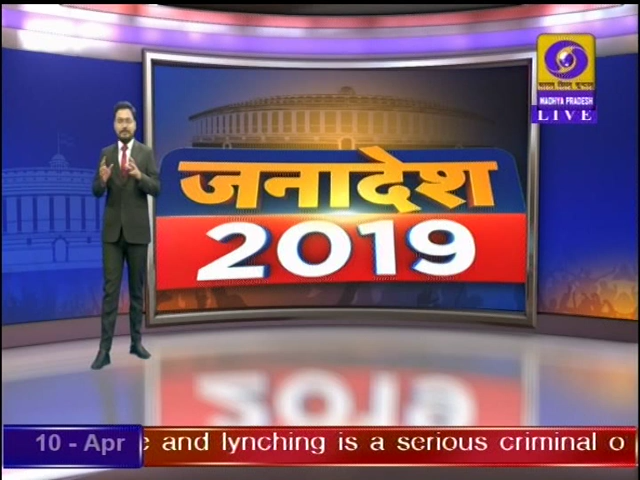 MADHYA PRADESH
LIVE
जनादेश
2019
10 - Apr
and lynching is a serious criminal o